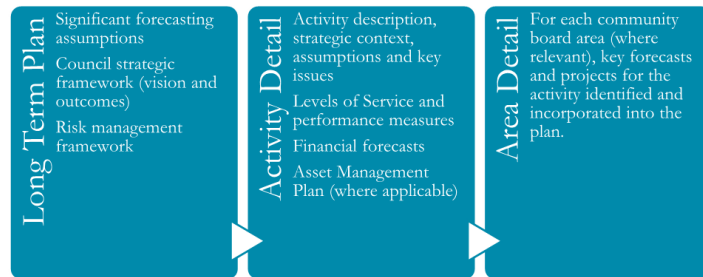 Long Term Plan
Significant forecasting
assumptions
Council strategic
framework (vision and
outcomes)
Risk management
framework
Activity Detail
Activity description,
strategic context,
assumptions and key
issues
Levels of Service and
performance measures
Financial forecasts
Asset Management
Plan (where applicable)
Area Detail
For each community
board area (where
relevant), key forecasts
and projects for the
activity identified and
incorporated into the
plan.